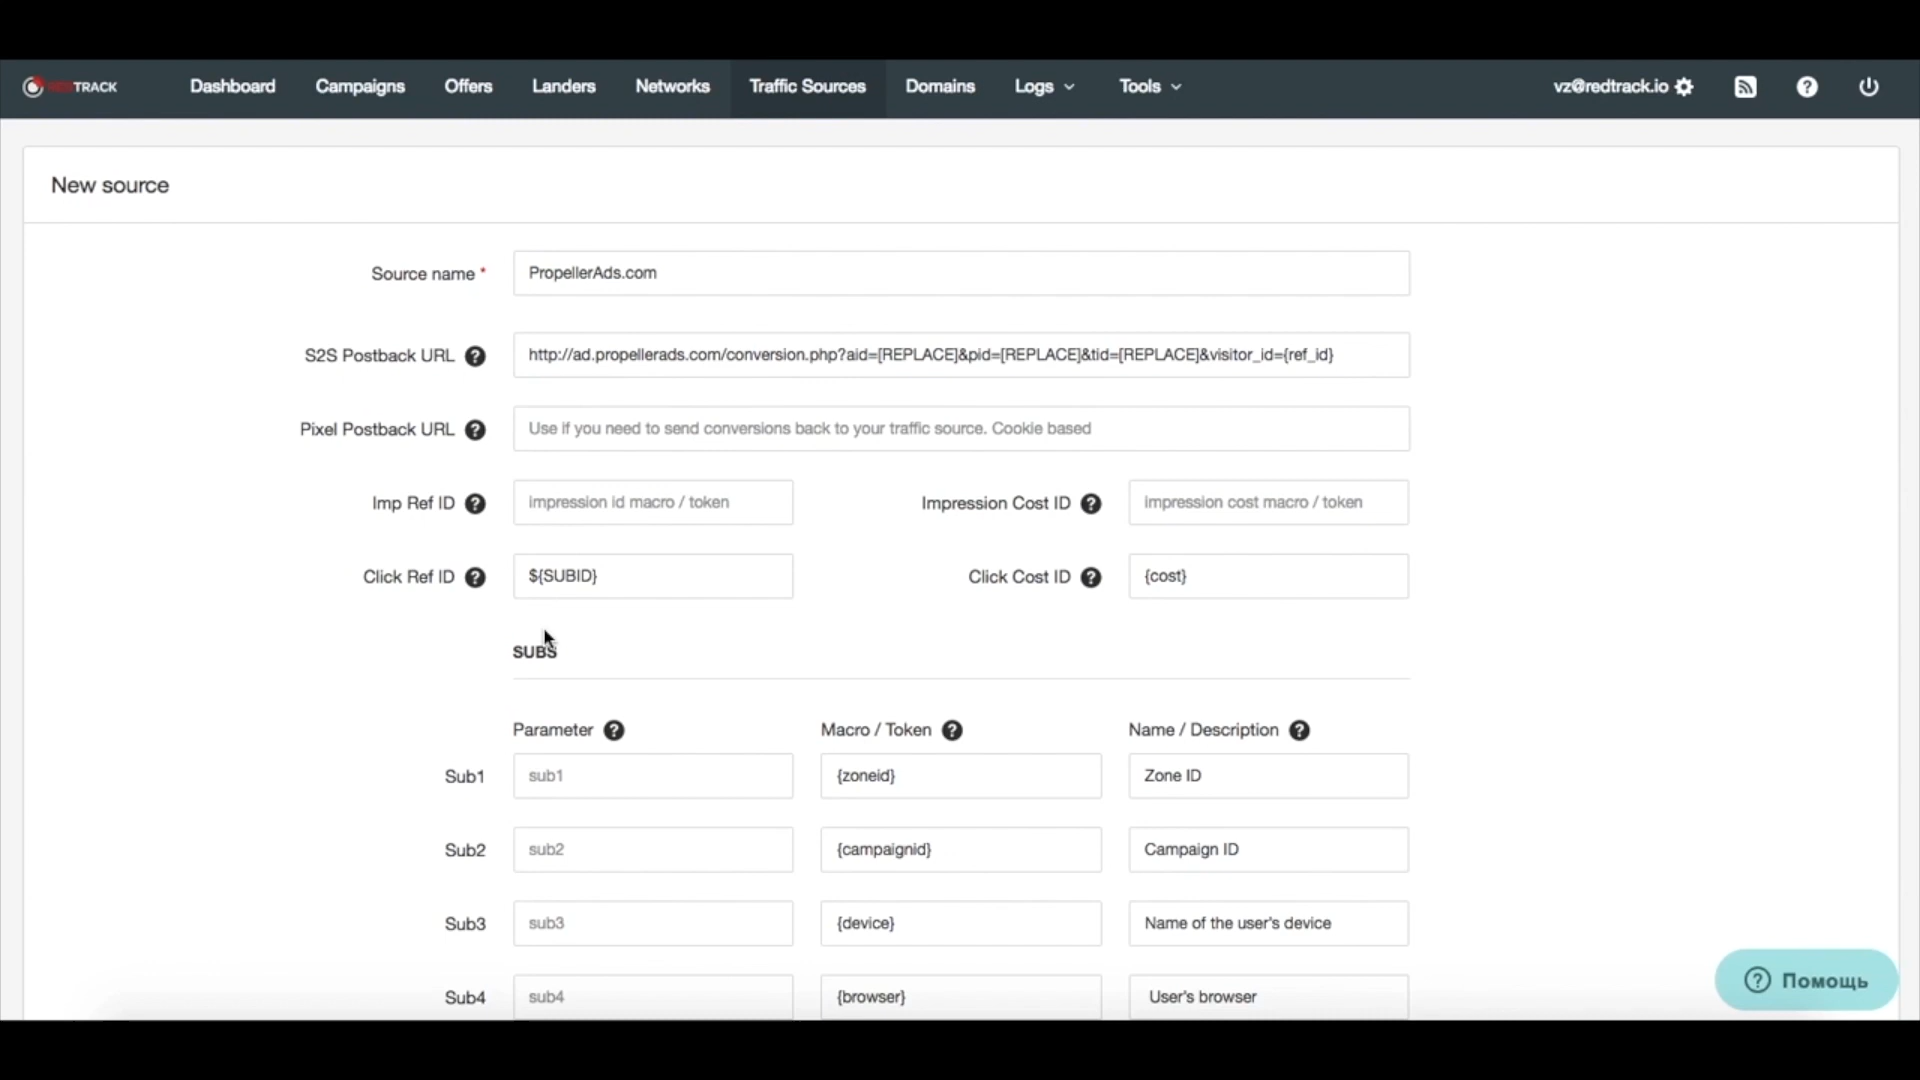 REDTRACK Dashboard Campaigns Offers Landers Networks Traffic Sources Domains Logs Tools vz@redtrack.io
New source
Source name * PropellerAds.com
S2S Postback URL http://ad.propellerads.com/conversion.php?aid=[REPLACE]&pid=[REPLACE]&tid=[REPLACE]&visitor_id={ref_id}
Pixel Postback URL Use if you need to send conversions back to your traffic source. Cookie based
Imp Ref ID impression id macro / token Impression Cost ID impression cost macro / token
Click Ref ID ${SUBID} Click Cost ID {cost}
SUBS
Parameter Macro / Token Name / Description
Sub1 sub1 {zoneid} Zone ID
Sub2 sub2 {campaignid} Campaign ID
Sub3 sub3 {device} Name of the user's device
Sub4 sub4 {browser} User's browser
Помощь